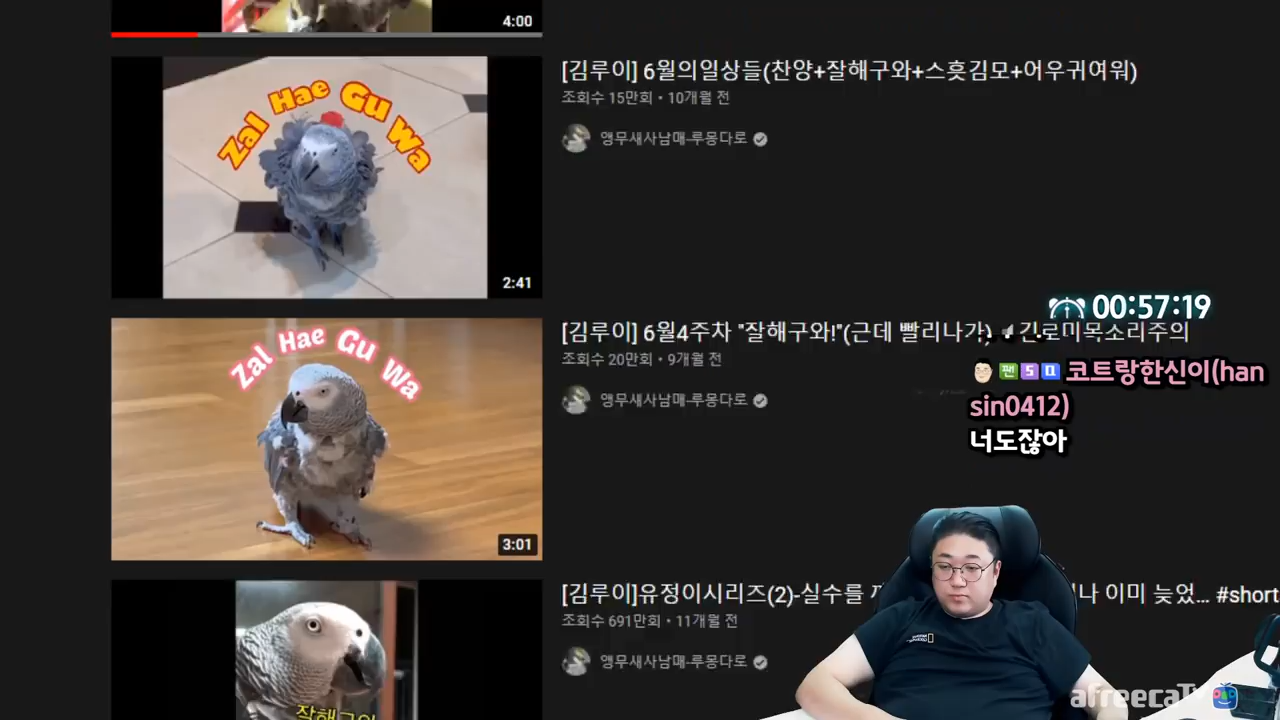 4:00
Zal Hae Gu Wa
2:41
[김루이] 6월의일상들(찬양+잘해구와+스흣김모+어우귀여워)
조회수 15만회 • 10개월 전
앵무새사남매-루몽다로
00:57:19
Zal Hae Gu Wa
3:01
[김루이] 6월4주차 "잘해구와!"(근데 빨리나가)
조회수 20만회 • 9개월 전
앵무새사남매-루몽다로
팬 코트랑한신이(han
sin0412)
너도잖아
[김루이]유정이시리즈(2)-실수를 이미 늦었... #short
조회수 691만회 • 11개월 전
앵무새사남매-루몽다로
afreecaTV